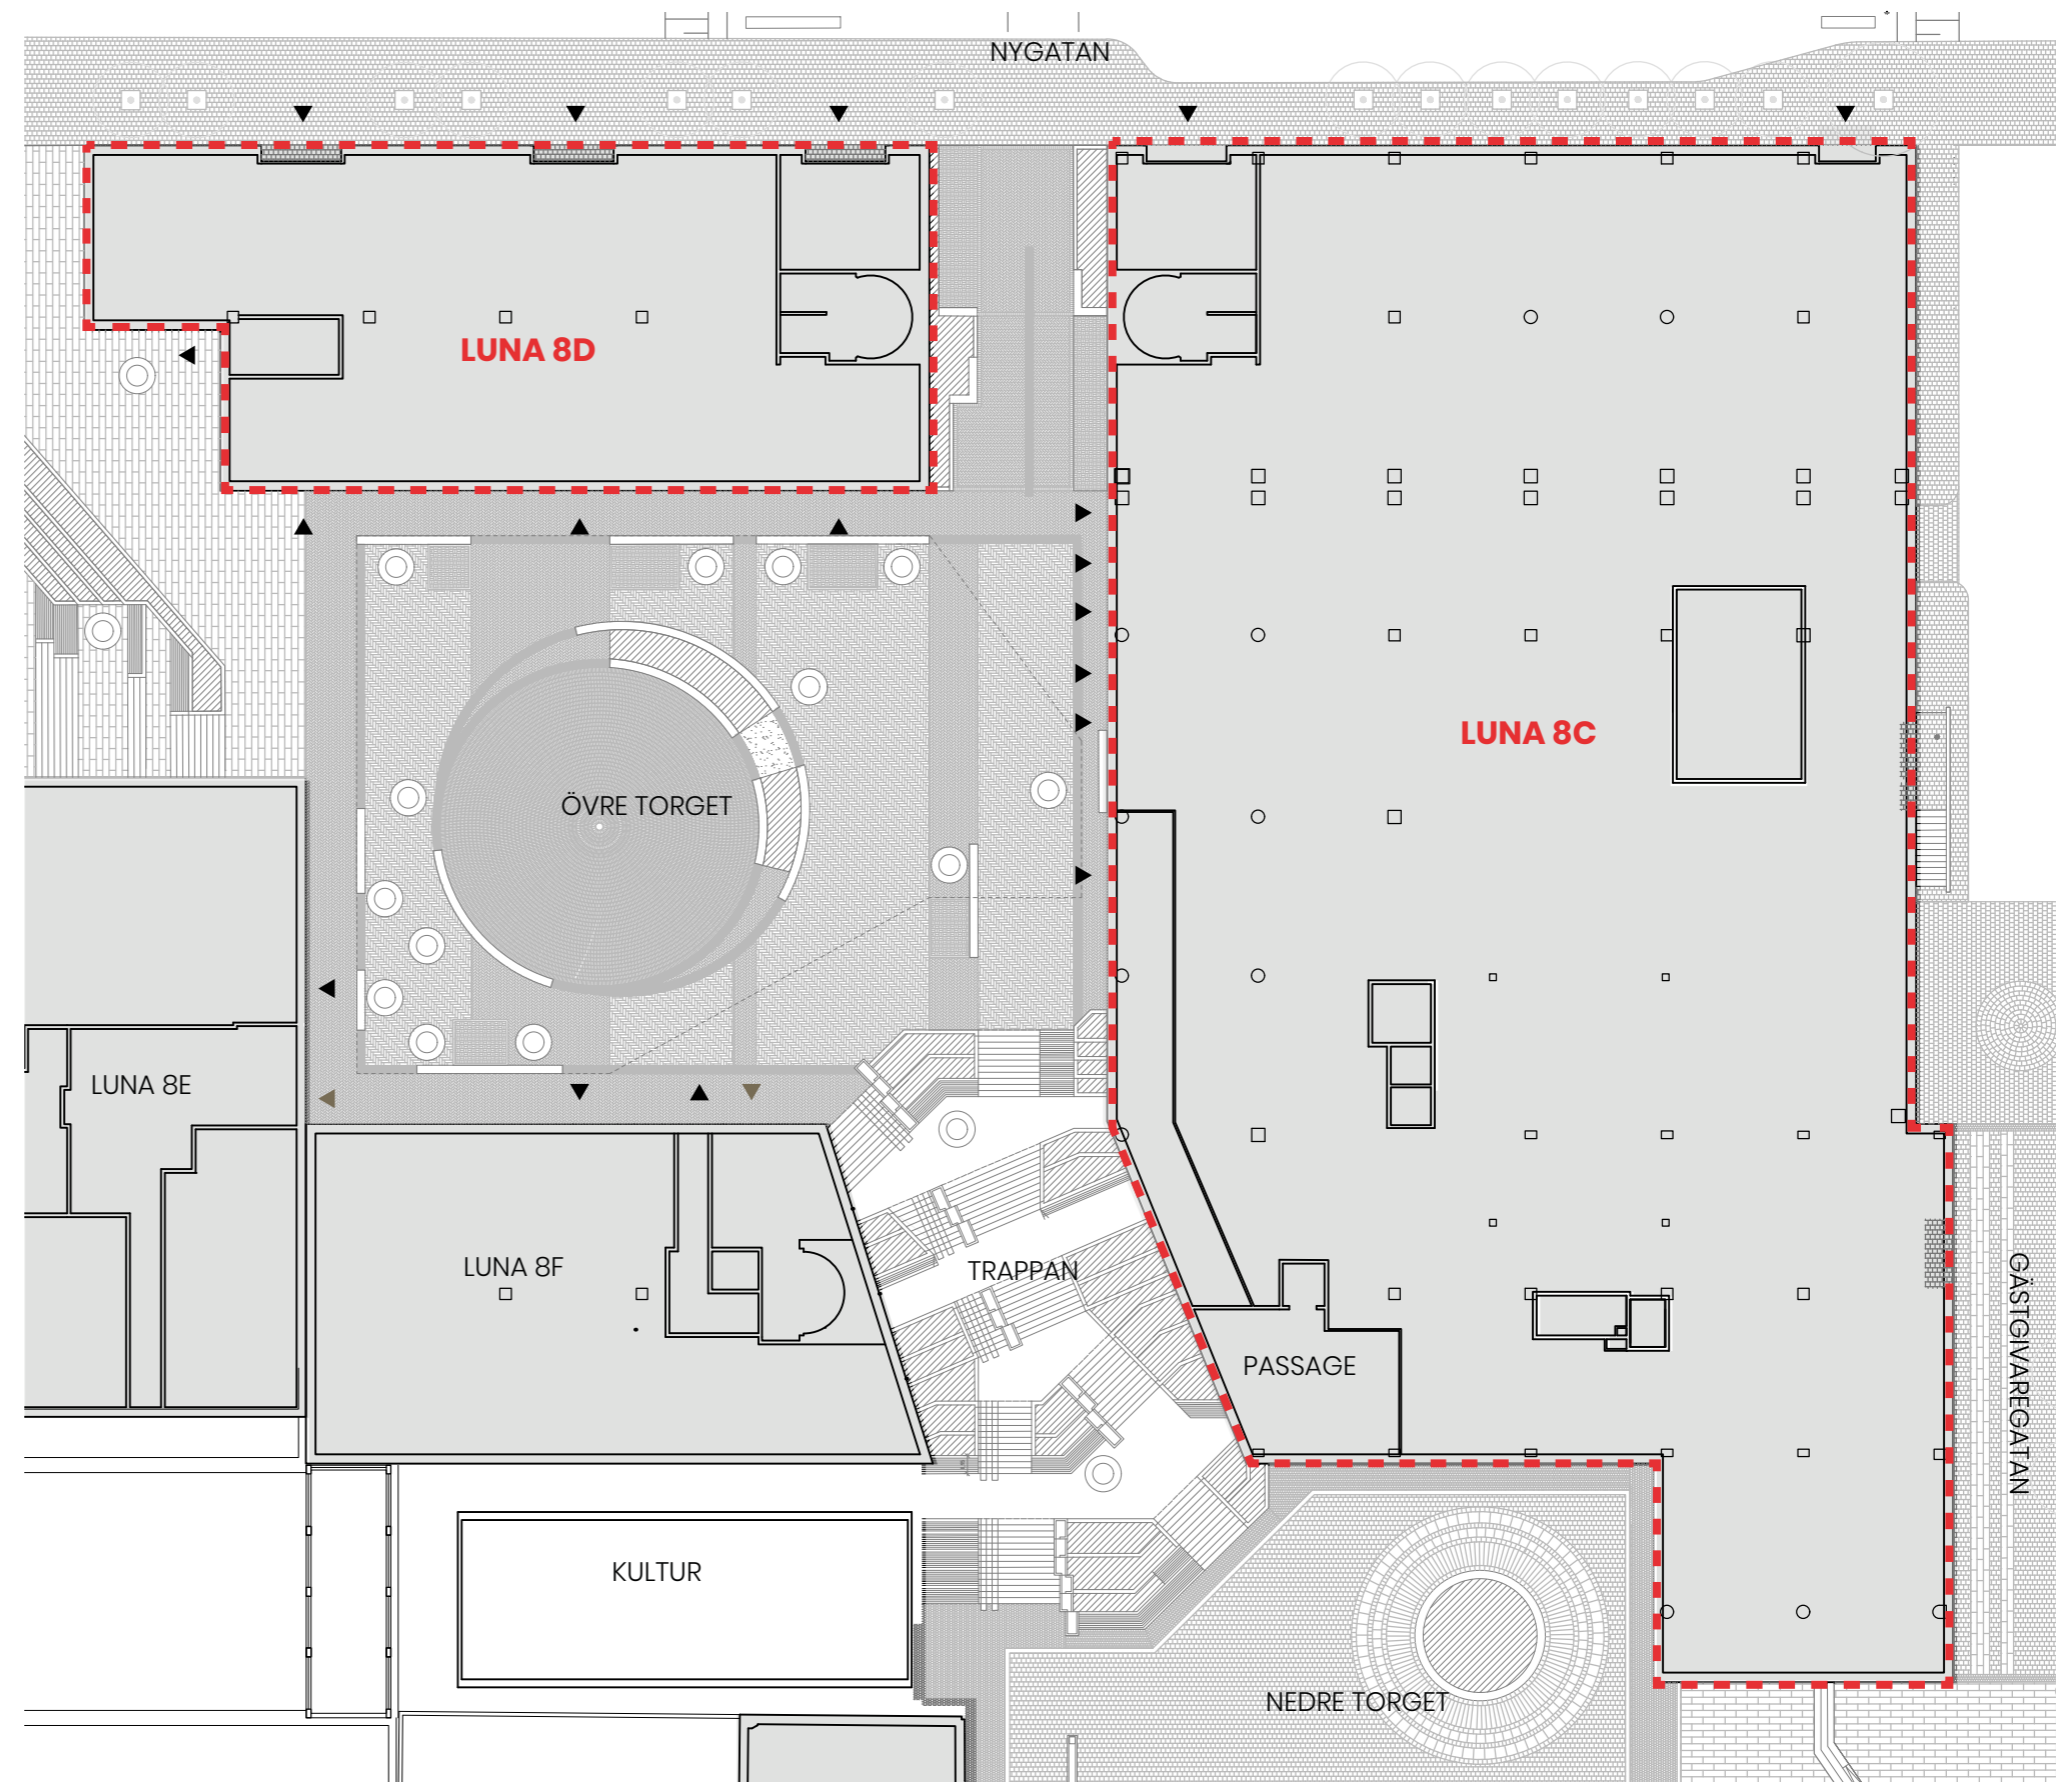 NYGATAN
LUNA 8D
LUNA 8C
ÖVRE TORGET
LUNA 8E
LUNA 8F
TRAPPAN
PASSAGE
GÄSTGIVAREGATAN
KULTUR
NEDRE TORGET